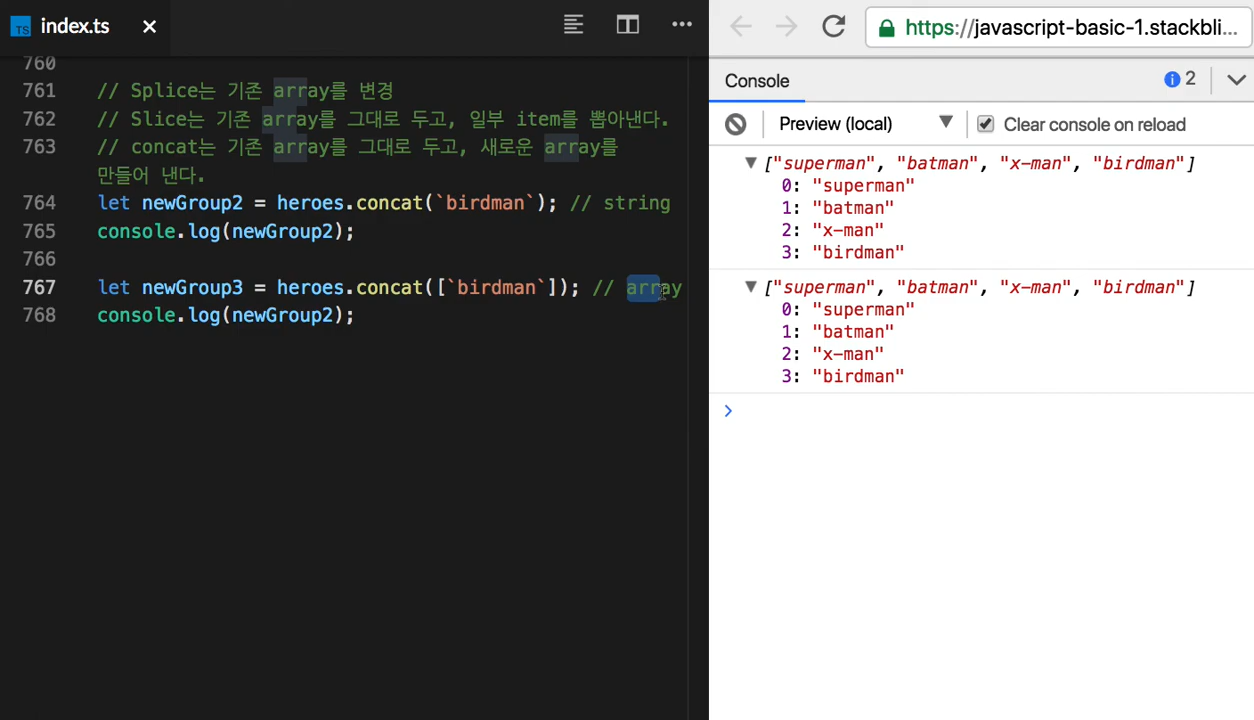 index.ts
760
761 // Splice는 기존 array를 변경
762 // Slice는 기존 array를 그대로 두고, 일부 item를 뽑아낸다.
763 // concat는 기존 array를 그대로 두고, 새로운 array를
만들어 낸다.
764 let newGroup2 = heroes.concat(`birdman`); // string
765 console.log(newGroup2);
766
767 let newGroup3 = heroes.concat([`birdman`]); // array
768 console.log(newGroup2);
https://javascript-basic-1.stackbli...
Console 2
Preview (local) Clear console on reload
["superman", "batman", "x-man", "birdman"]
0: "superman"
1: "batman"
2: "x-man"
3: "birdman"
["superman", "batman", "x-man", "birdman"]
0: "superman"
1: "batman"
2: "x-man"
3: "birdman"